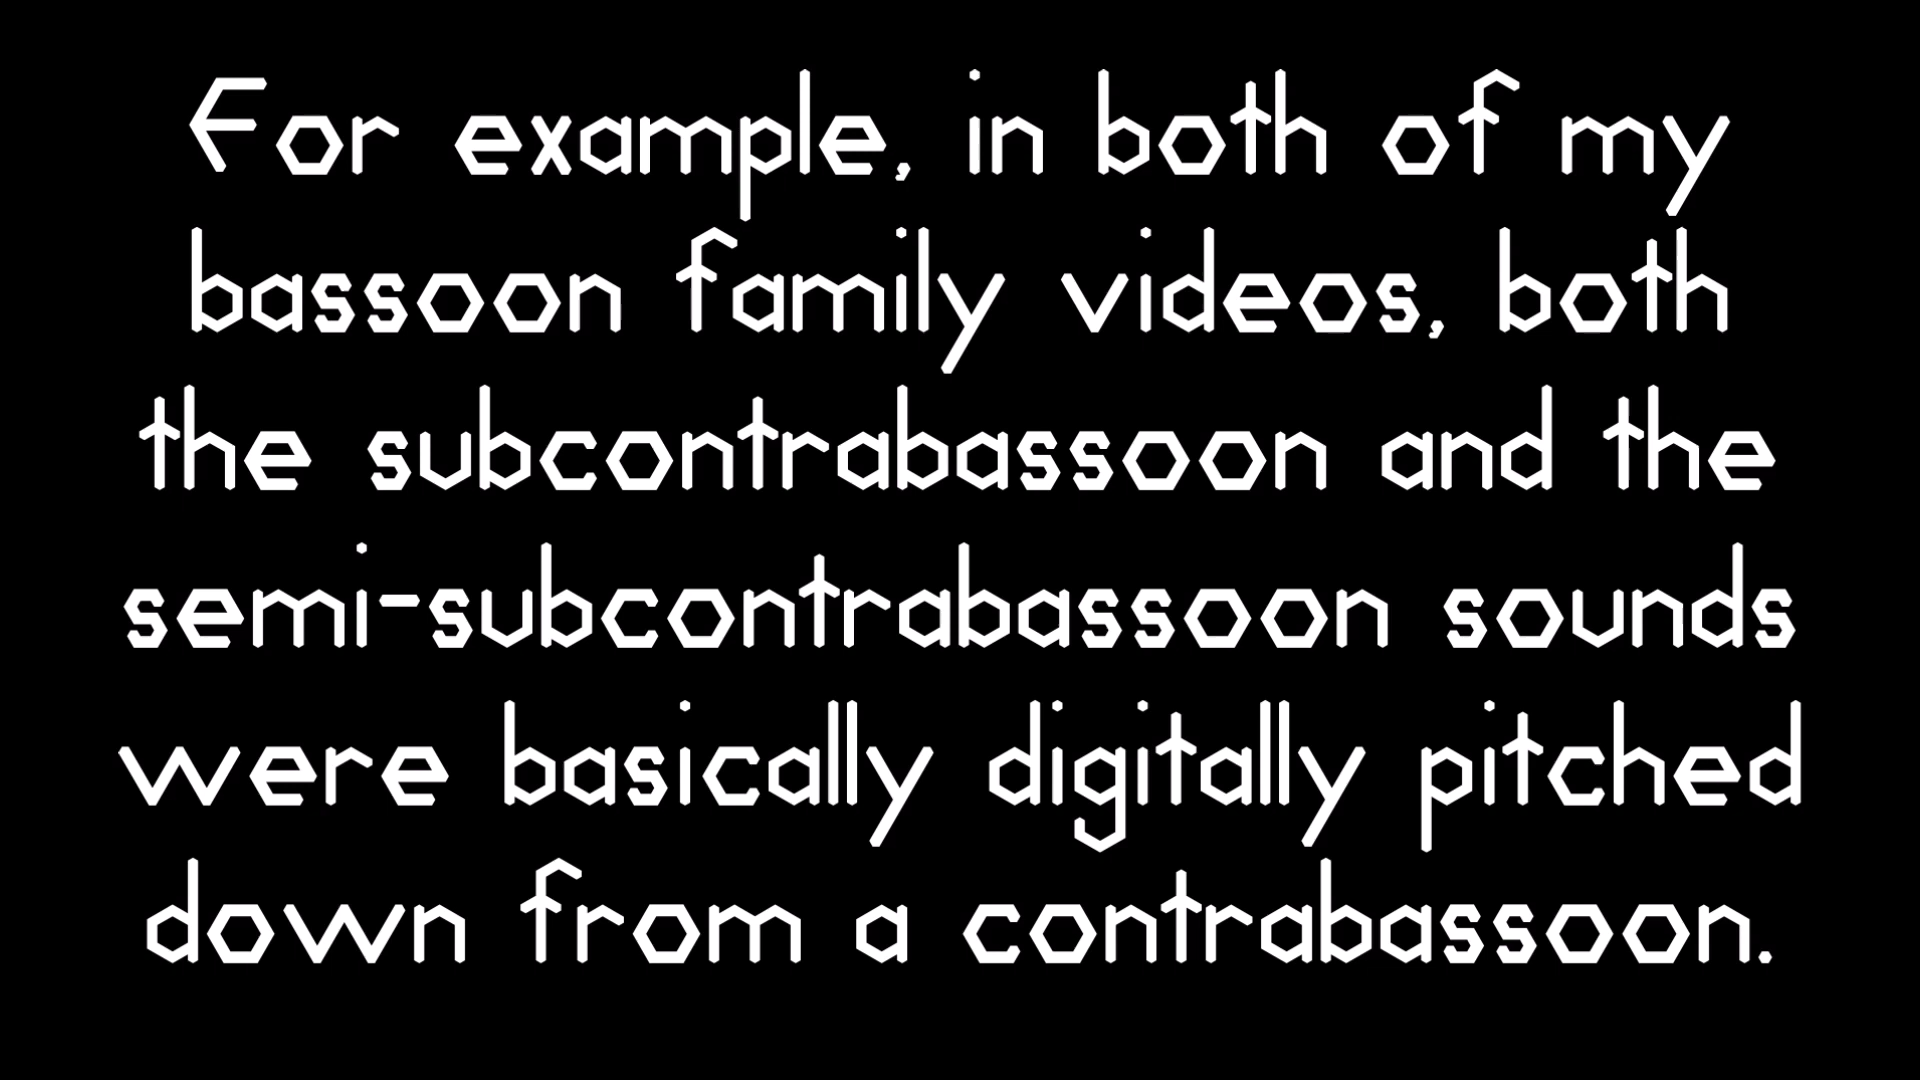 For example, in both of my
bassoon family videos, both
the subcontrabassoon and the
semi-subcontrabassoon sounds
were basically digitally pitched
down from a contrabassoon.